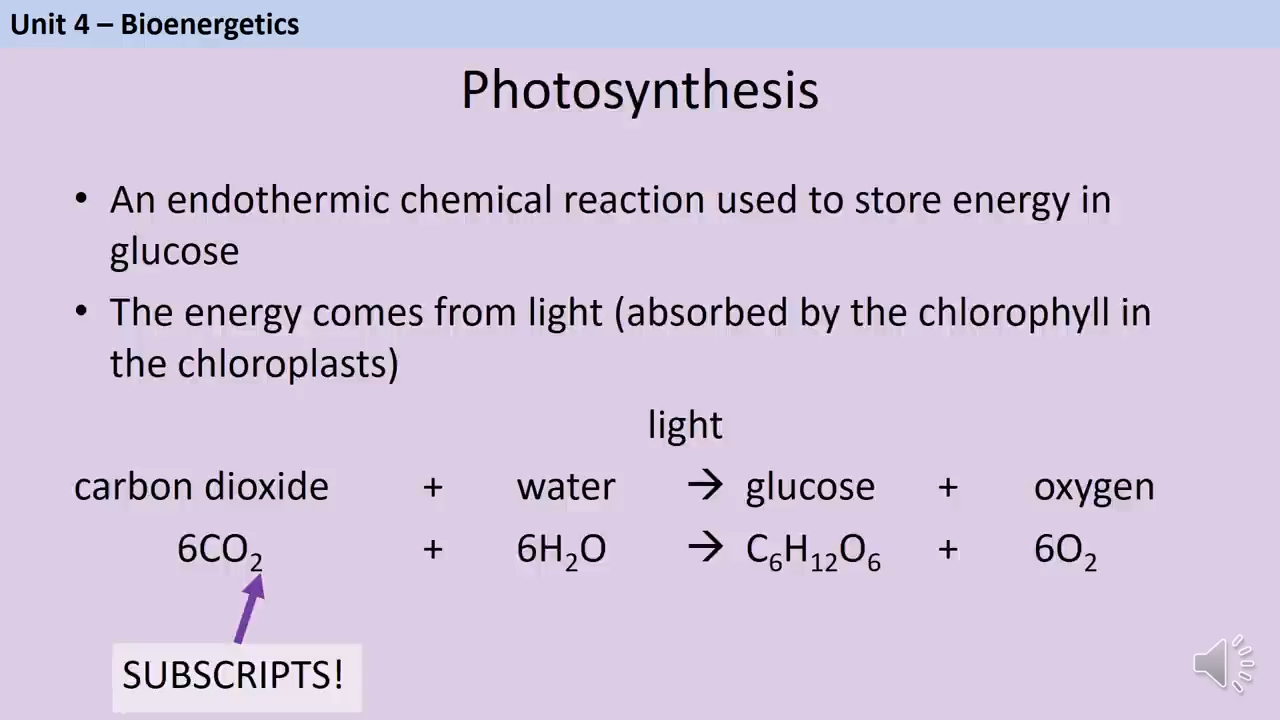 Unit 4 – Bioenergetics
Photosynthesis
• An endothermic chemical reaction used to store energy in
glucose
• The energy comes from light (absorbed by the chlorophyll in
the chloroplasts)
light
carbon dioxide + water → glucose + oxygen
6CO₂ + 6H₂O → C₆H₁₂O₆ + 6O₂
SUBSCRIPTS!